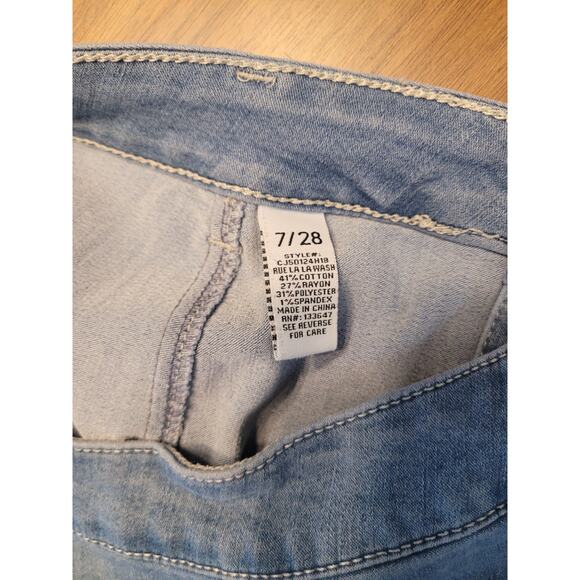 7/28
STYLE#:
CJ50124H1B
RUE LA LA WASH
41%COTTON
27%RAYON
31%POLYESTER
1%SPANDEX
MADE IN CHINA
RN#: 133647
SEE REVERSE
FOR CARE